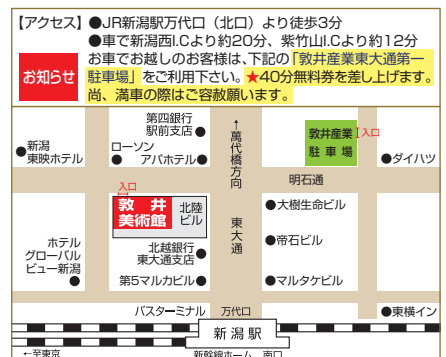 【アクセス】●JR新潟駅万代口（北口）より徒歩3分
●車で新潟西I.Cより約20分、紫竹山I.Cより約12分
お知らせ
お車でお越しのお客様は、下記の「敦井産業東大通第一
駐車場」をご利用下さい。★40分無料券を差し上げます。
尚、満車の際はご容赦願います。
第四銀行
駅前支店●
←萬代橋方向
敦井産業
駐車場
入口
●新潟
東映ホテル
ローソン
●
アパホテル●
●ダイハツ
明石通
入口
敦井
美術館
北陸
ビル
東大通
●大樹生命ビル
ホテル
グローバル
ビュー新潟
●
北越銀行●
東大通支店
●帝石ビル
第5マルカビル●
●マルタケビル
バスターミナル
万代口
●東横イン
新潟駅
←至東京
新幹線ホーム
南口